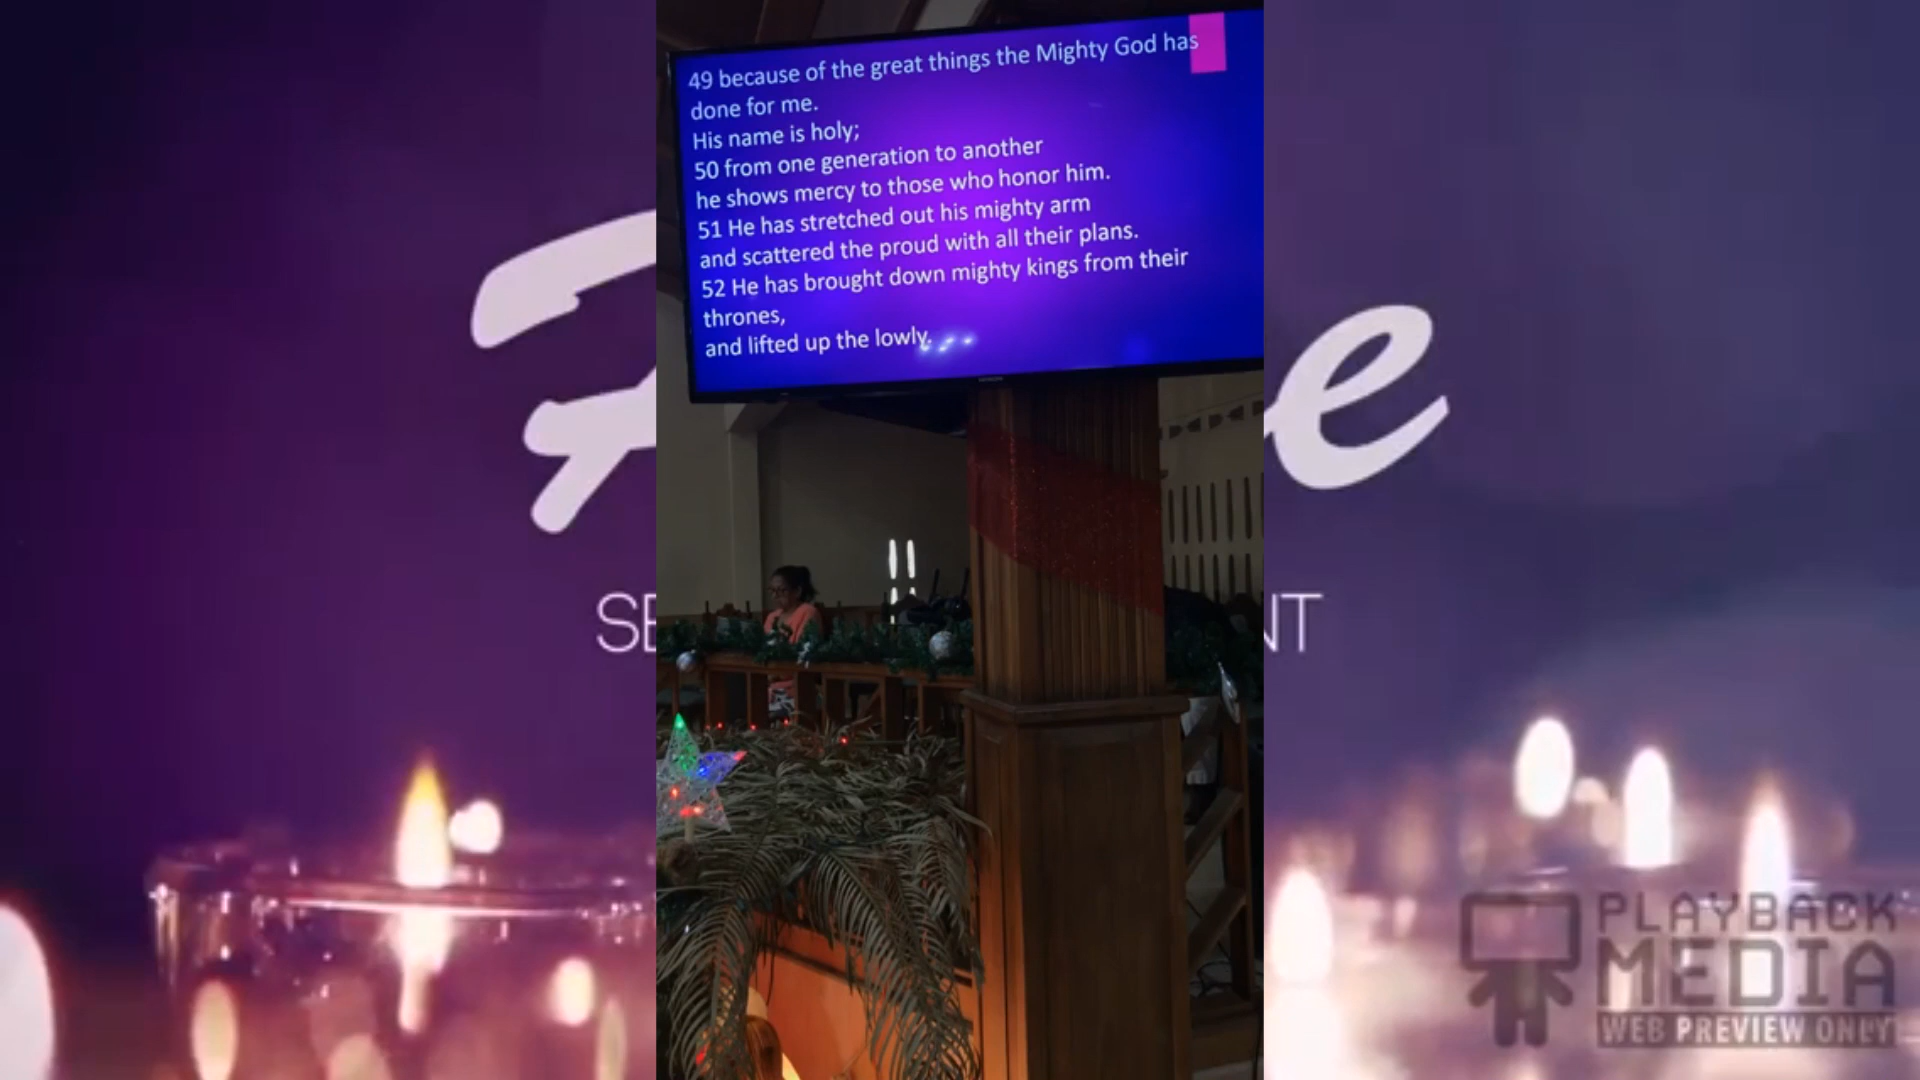 49 because of the great things the Mighty God has
done for me.
His name is holy;
50 from one generation to another
he shows mercy to those who honor him.
51 He has stretched out his mighty arm
and scattered the proud with all their plans.
52 He has brought down mighty kings from their
thrones,
and lifted up the lowly.
e
SE
NT
PLAYBACK
MEDIA
WEB PREVIEW ONLY